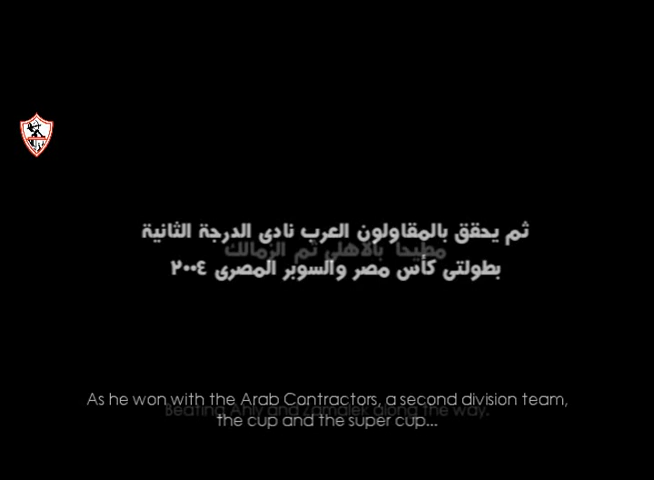 ثم يحقق بالمقاولون العرب نادى الدرجة الثانية
مطيحا بالأهلى ثم الزمالك
بطولتى كأس مصر والسوبر المصرى ٢٠٠٤
As he won with the Arab Contractors, a second division team,
Beating Ahly and Zamalek along the way.
the cup and the super cup...